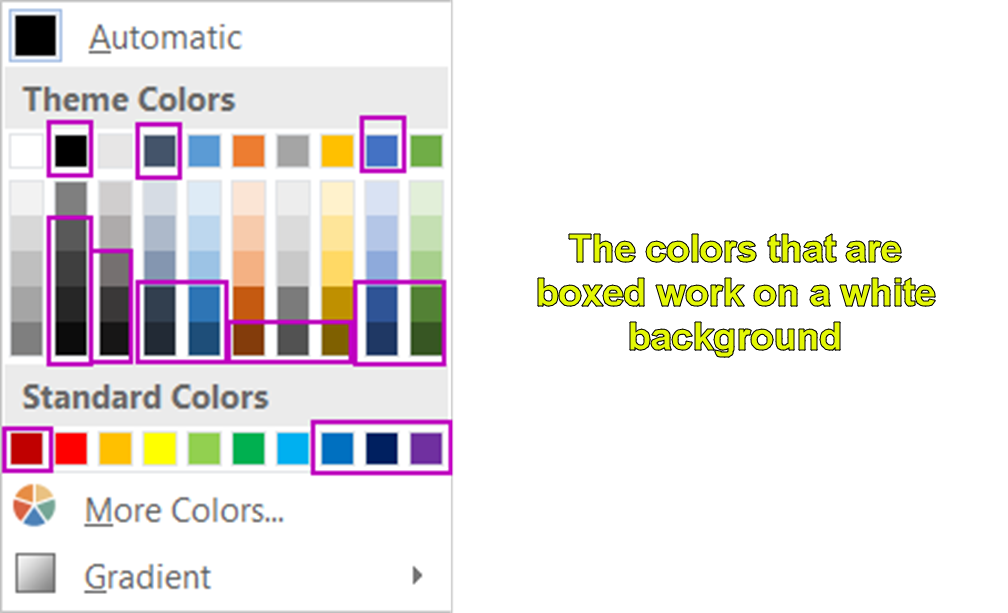 Automatic
Theme Colors
Standard Colors
More Colors...
Gradient
The colors that are
boxed work on a white
background